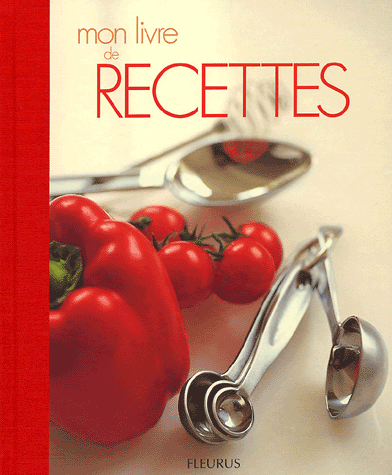 mon livre
de
RECETTES
FLEURUS